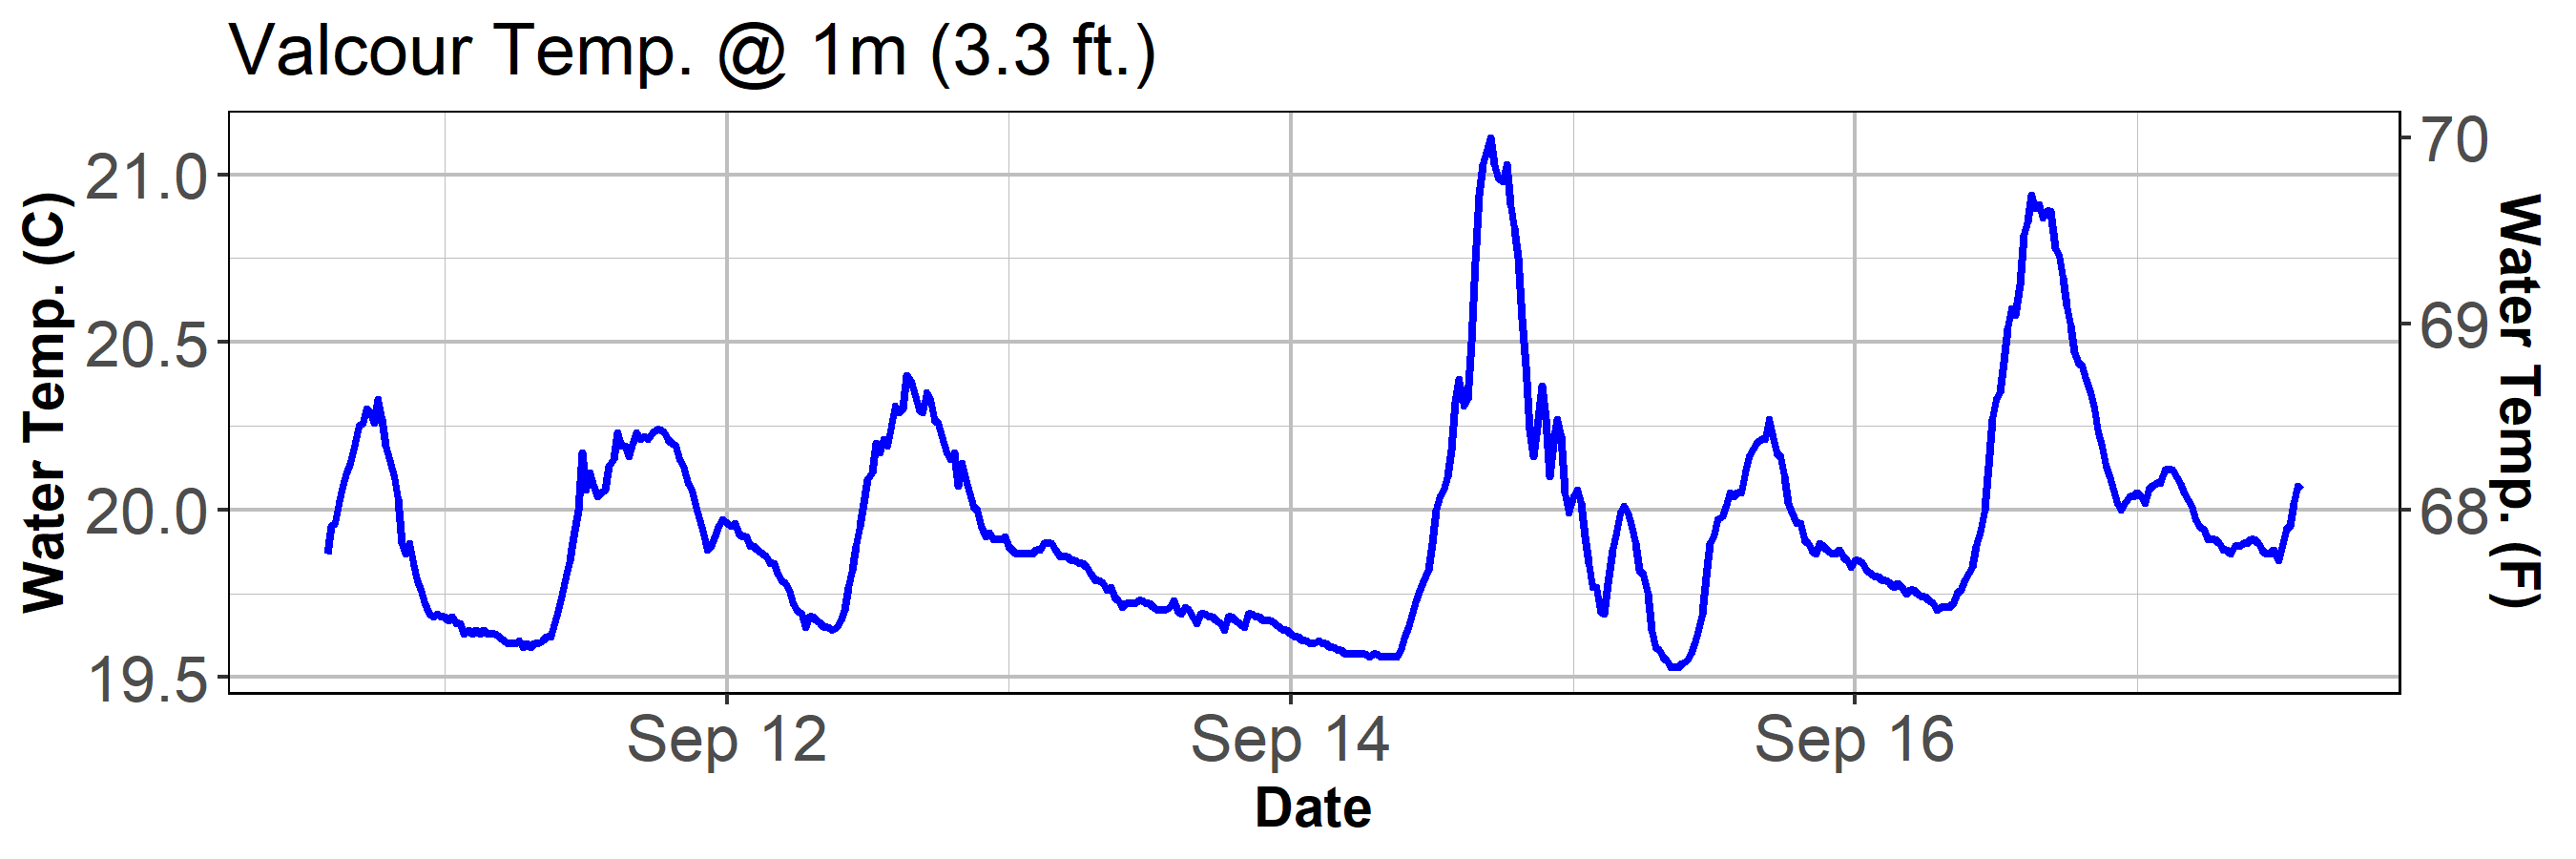 Valcour Temp. @ 1m (3.3 ft.)
Water Temp. (C)
21.0
20.5
20.0
19.5
70
69
68
Water Temp. (F)
Sep 12
Sep 14
Sep 16
Date